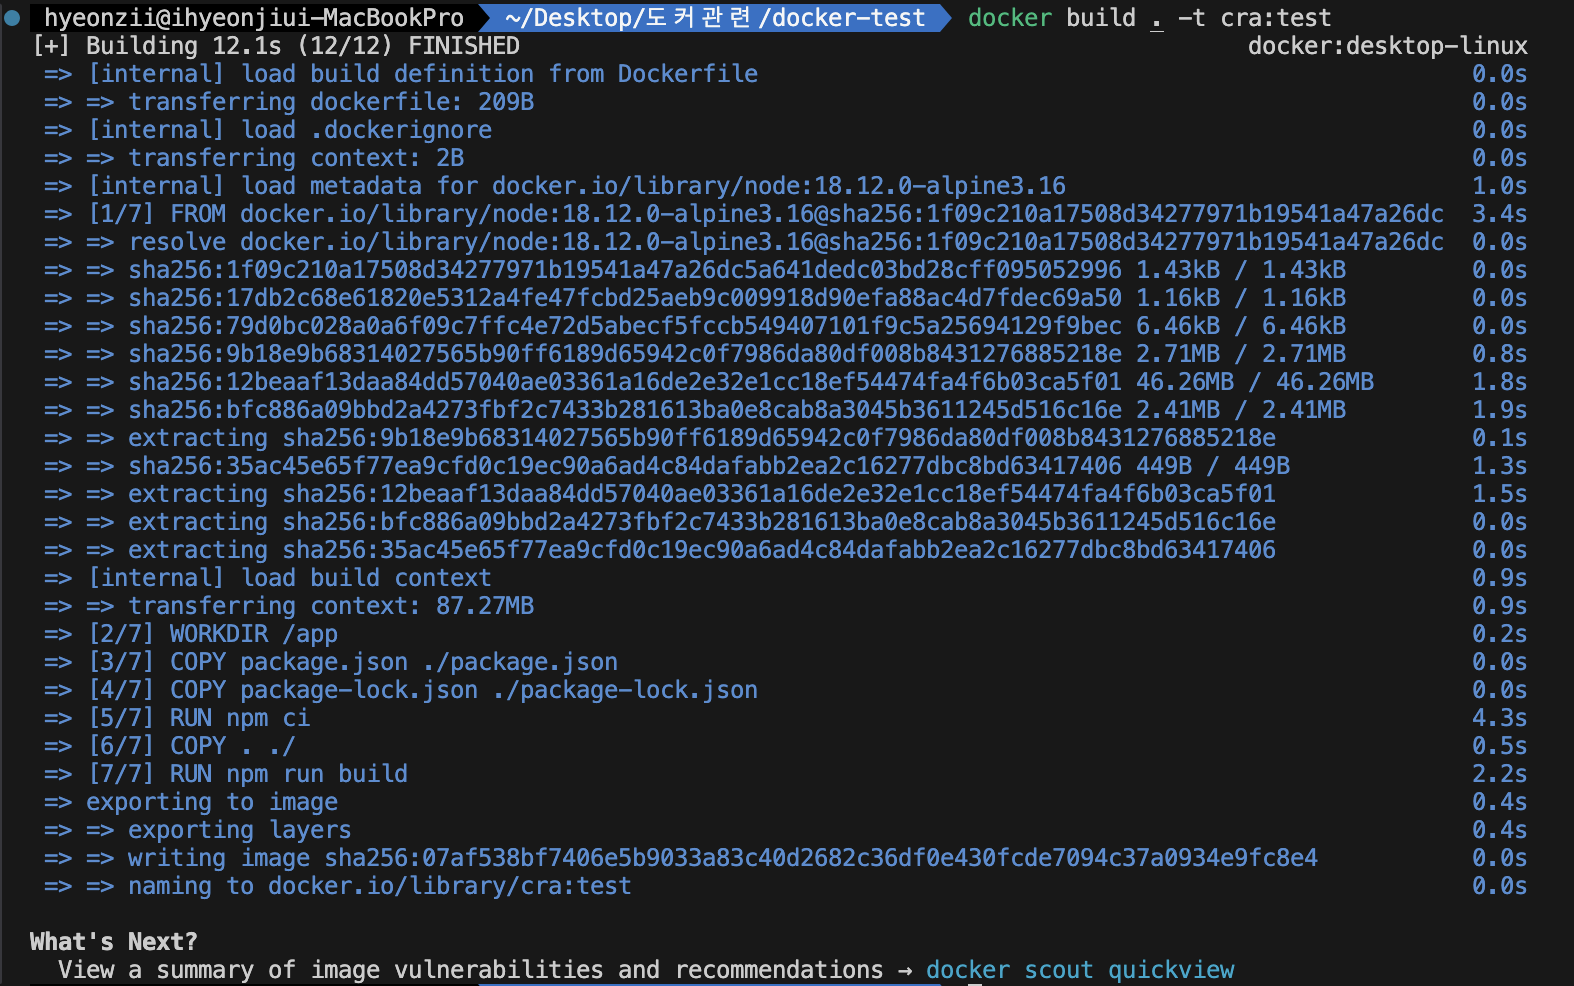 hyeonzii@ihyeonjiui-MacBookPro ~/Desktop/도커관련/docker-test docker build . -t cra:test
[+] Building 12.1s (12/12) FINISHED docker:desktop-linux
=> [internal] load build definition from Dockerfile 0.0s
=> => transferring dockerfile: 209B 0.0s
=> [internal] load .dockerignore 0.0s
=> => transferring context: 2B 0.0s
=> [internal] load metadata for docker.io/library/node:18.12.0-alpine3.16 1.0s
=> [1/7] FROM docker.io/library/node:18.12.0-alpine3.16@sha256:1f09c210a17508d34277971b19541a47a26dc 3.4s
=> => resolve docker.io/library/node:18.12.0-alpine3.16@sha256:1f09c210a17508d34277971b19541a47a26dc 0.0s
=> => sha256:1f09c210a17508d34277971b19541a47a26dc5a641dedc03bd28cff095052996 1.43kB / 1.43kB 0.0s
=> => sha256:17db2c68e61820e5312a4fe47fcbd25aeb9c009918d90efa88ac4d7fdec69a50 1.16kB / 1.16kB 0.0s
=> => sha256:79d0bc028a0a6f09c7ffc4e72d5abecf5fccb549407101f9c5a25694129f9bec 6.46kB / 6.46kB 0.0s
=> => sha256:9b18e9b68314027565b90ff6189d65942c0f7986da80df008b8431276885218e 2.71MB / 2.71MB 0.8s
=> => sha256:12beaaf13daa84dd57040ae03361a16de2e32e1cc18ef54474fa4f6b03ca5f01 46.26MB / 46.26MB 1.8s
=> => sha256:bfc886a09bbd2a4273fbf2c7433b281613ba0e8cab8a3045b3611245d516c16e 2.41MB / 2.41MB 1.9s
=> => extracting sha256:9b18e9b68314027565b90ff6189d65942c0f7986da80df008b8431276885218e 0.1s
=> => sha256:35ac45e65f77ea9cfd0c19ec90a6ad4c84dafabb2ea2c16277dbc8bd63417406 449B / 449B 1.3s
=> => extracting sha256:12beaaf13daa84dd57040ae03361a16de2e32e1cc18ef54474fa4f6b03ca5f01 1.5s
=> => extracting sha256:bfc886a09bbd2a4273fbf2c7433b281613ba0e8cab8a3045b3611245d516c16e 0.0s
=> => extracting sha256:35ac45e65f77ea9cfd0c19ec90a6ad4c84dafabb2ea2c16277dbc8bd63417406 0.0s
=> [internal] load build context 0.9s
=> => transferring context: 87.27MB 0.9s
=> [2/7] WORKDIR /app 0.2s
=> [3/7] COPY package.json ./package.json 0.0s
=> [4/7] COPY package-lock.json ./package-lock.json 0.0s
=> [5/7] RUN npm ci 4.3s
=> [6/7] COPY . ./ 0.5s
=> [7/7] RUN npm run build 2.2s
=> exporting to image 0.4s
=> => exporting layers 0.4s
=> => writing image sha256:07af538bf7406e5b9033a83c40d2682c36df0e430fcde7094c37a0934e9fc8e4 0.0s
=> => naming to docker.io/library/cra:test 0.0s
What's Next?
View a summary of image vulnerabilities and recommendations → docker scout quickview